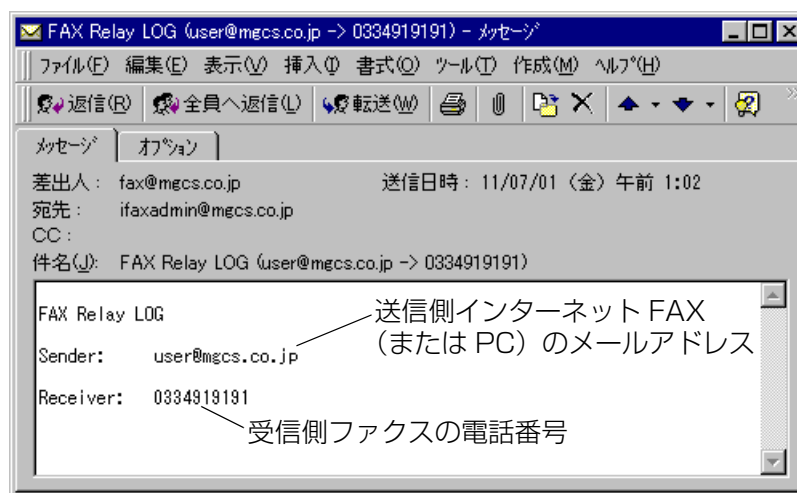 FAX Relay LOG (user@mgcs.co.jp -> 0334919191) - ﾒｯｾｰｼﾞ
ﾌｧｲﾙ(F) 編集(E) 表示(V) 挿入(I) 書式(O) ﾂｰﾙ(T) 作成(M) ﾍﾙﾌﾟ(H)
返信(R) 全員へ返信(L) 転送(W)
ﾒｯｾｰｼﾞ ｵﾌﾟｼｮﾝ
差出人： fax@mgcs.co.jp 送信日時： 11/07/01 （金） 午前 1:02
宛先： ifaxadmin@mgcs.co.jp
CC：
件名(J): FAX Relay LOG (user@mgcs.co.jp -> 0334919191)
FAX Relay LOG
送信側インターネット FAX
（または PC）のメールアドレス
Sender: user@mgcs.co.jp
Receiver: 0334919191
受信側ファクスの電話番号